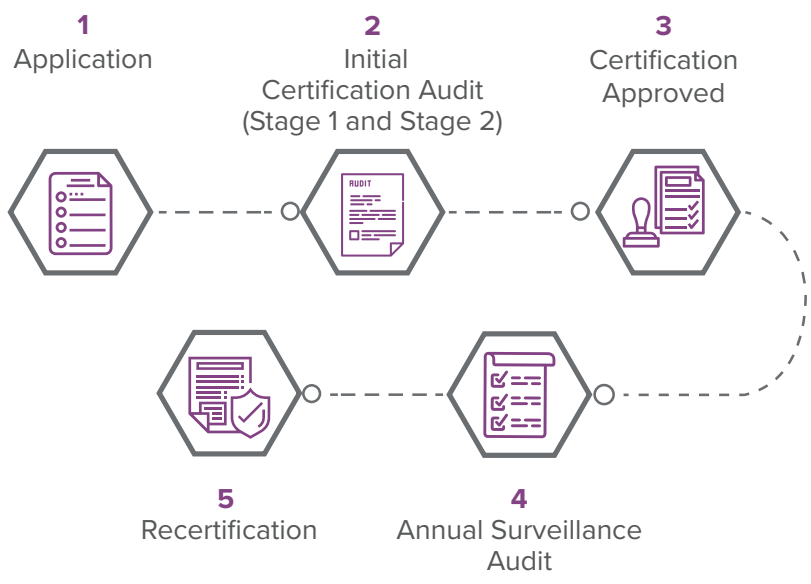 1
Application
2
Initial
Certification Audit
(Stage 1 and Stage 2)
3
Certification
Approved
AUDIT
4
Annual Surveillance
Audit
5
Recertification